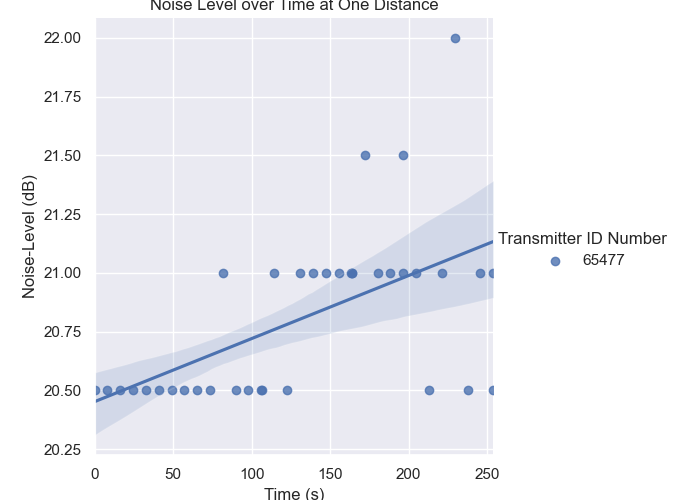 Noise Level over Time at One Distance
22.00
21.75
21.50
21.25
21.00
20.75
20.50
20.25
Noise-Level (dB)
0 50 100 150 200 250
Time (s)
Transmitter ID Number
65477